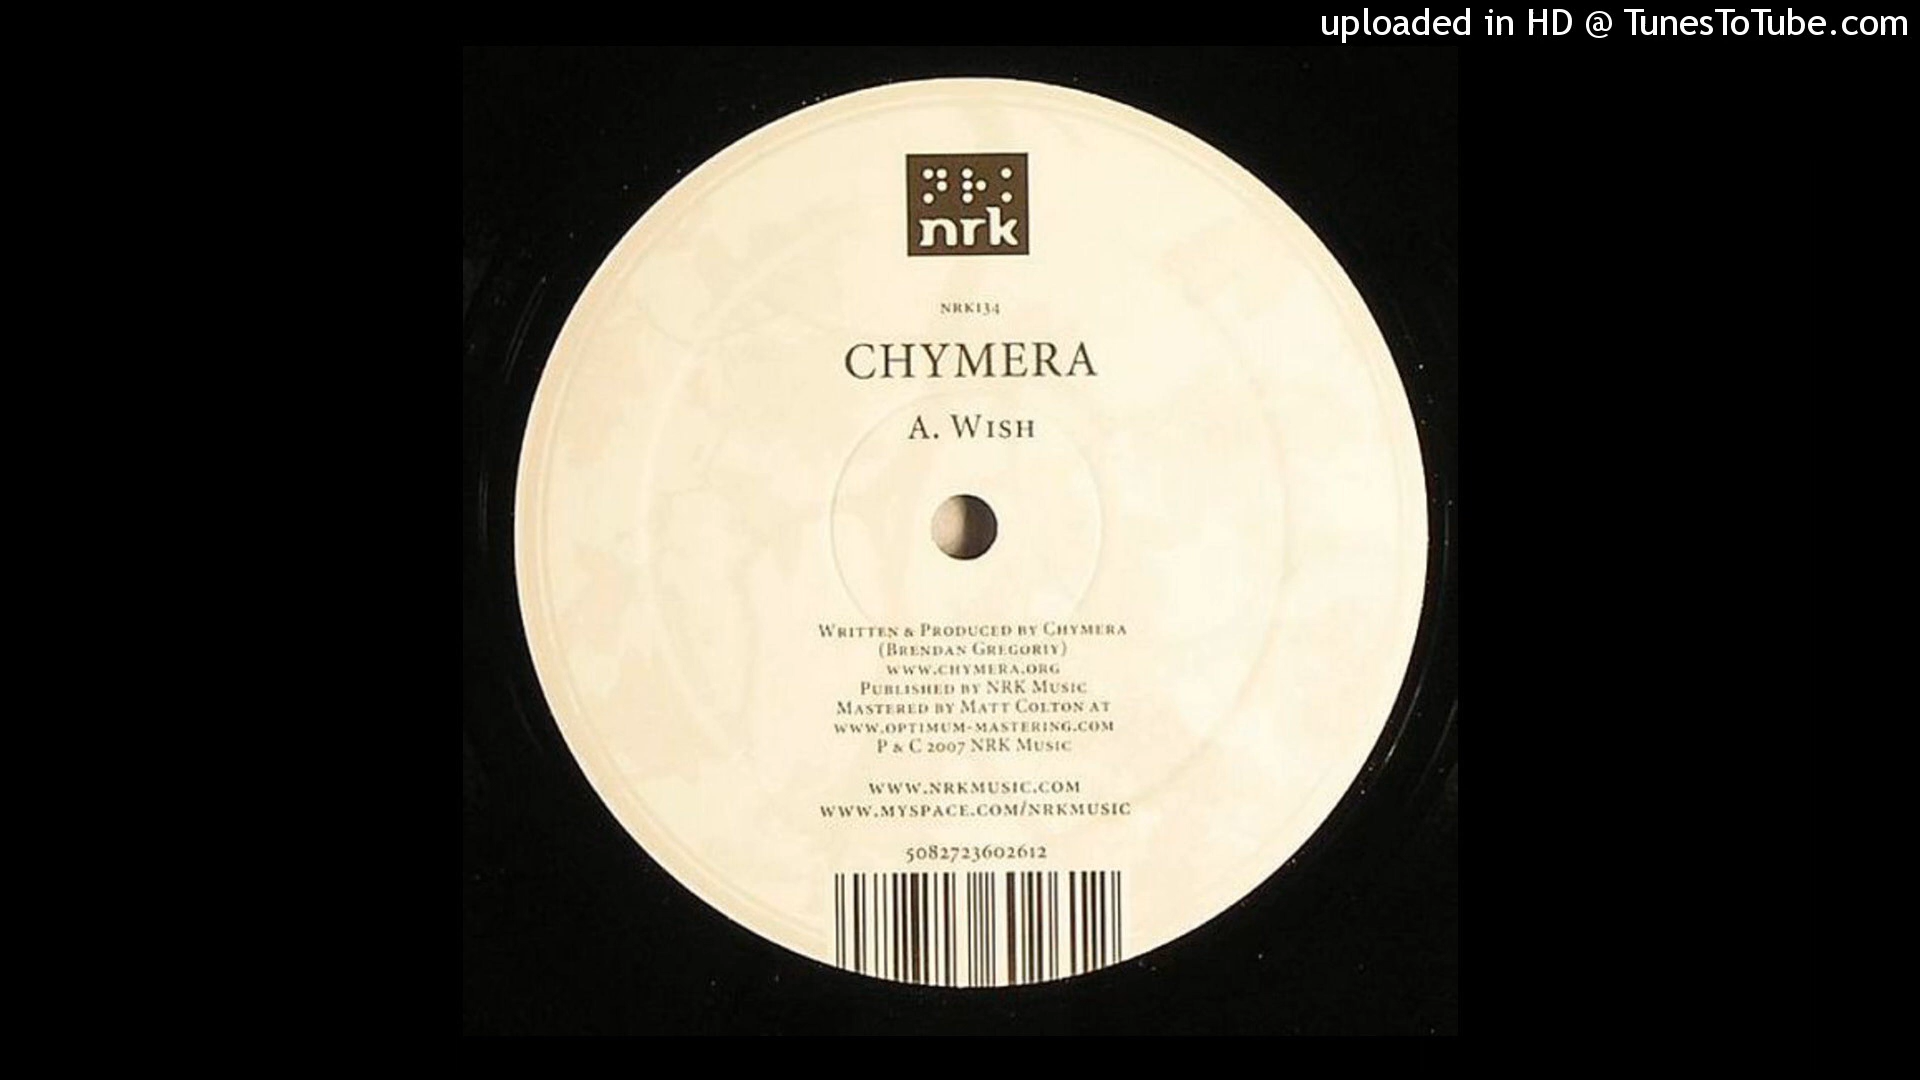 uploaded in HD @ TunesToTube.com
nrk
NRK134
CHYMERA
A. Wish
Written & Produced by Chymera
(Brendan Gregoriy)
www.chymera.org
Published by NRK Music
Mastered by Matt Colton at
www.optimum-mastering.com
P & C 2007 NRK Music
www.nrkmusic.com
www.myspace.com/nrkmusic
5082723602612